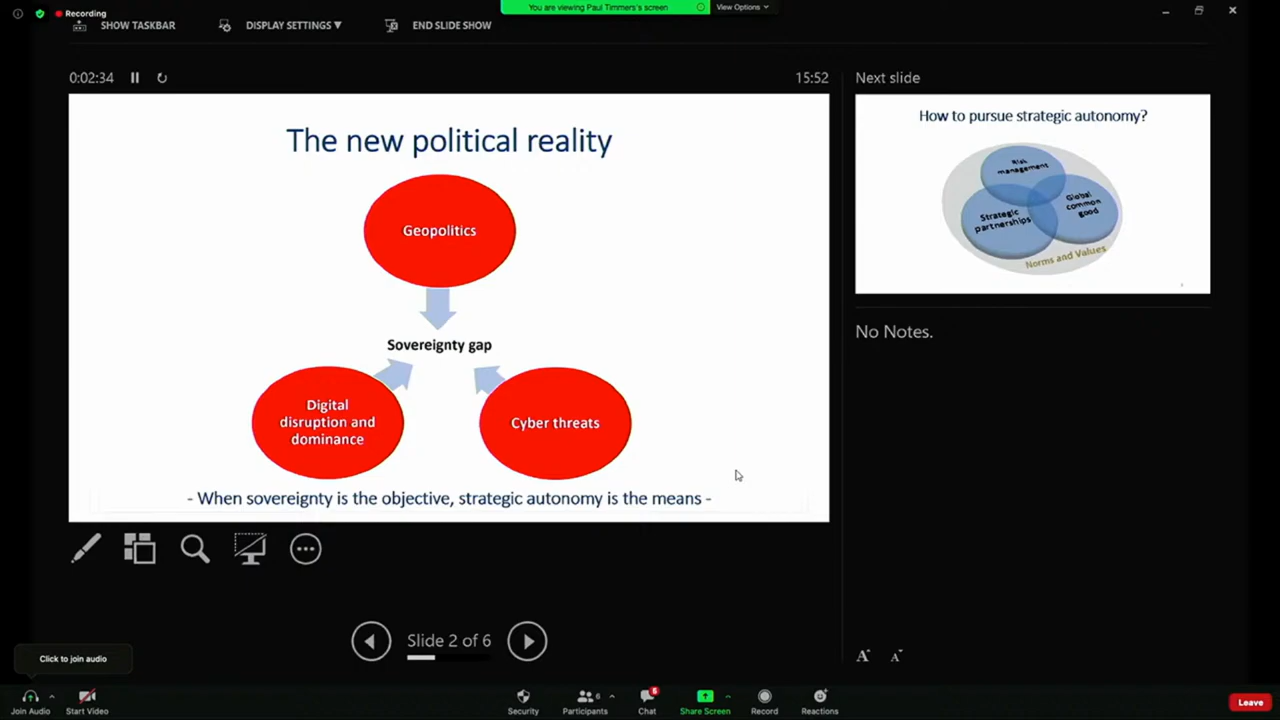 Recording
You are viewing Paul Timmers's screen
View Options
SHOW TASKBAR
DISPLAY SETTINGS ▼
END SLIDE SHOW
0:02:34
15:52
Next slide
The new political reality
Geopolitics
Sovereignty gap
Digital
disruption and
dominance
Cyber threats
- When sovereignty is the objective, strategic autonomy is the means -
How to pursue strategic autonomy?
Risk
management
Strategic
partnerships
Global
common
good
Norms and Values
No Notes.
Slide 2 of 6
A A
Click to join audio
Join Audio
Start Video
Security
Participants
6
Chat
6
Share Screen
Record
Reactions
Leave